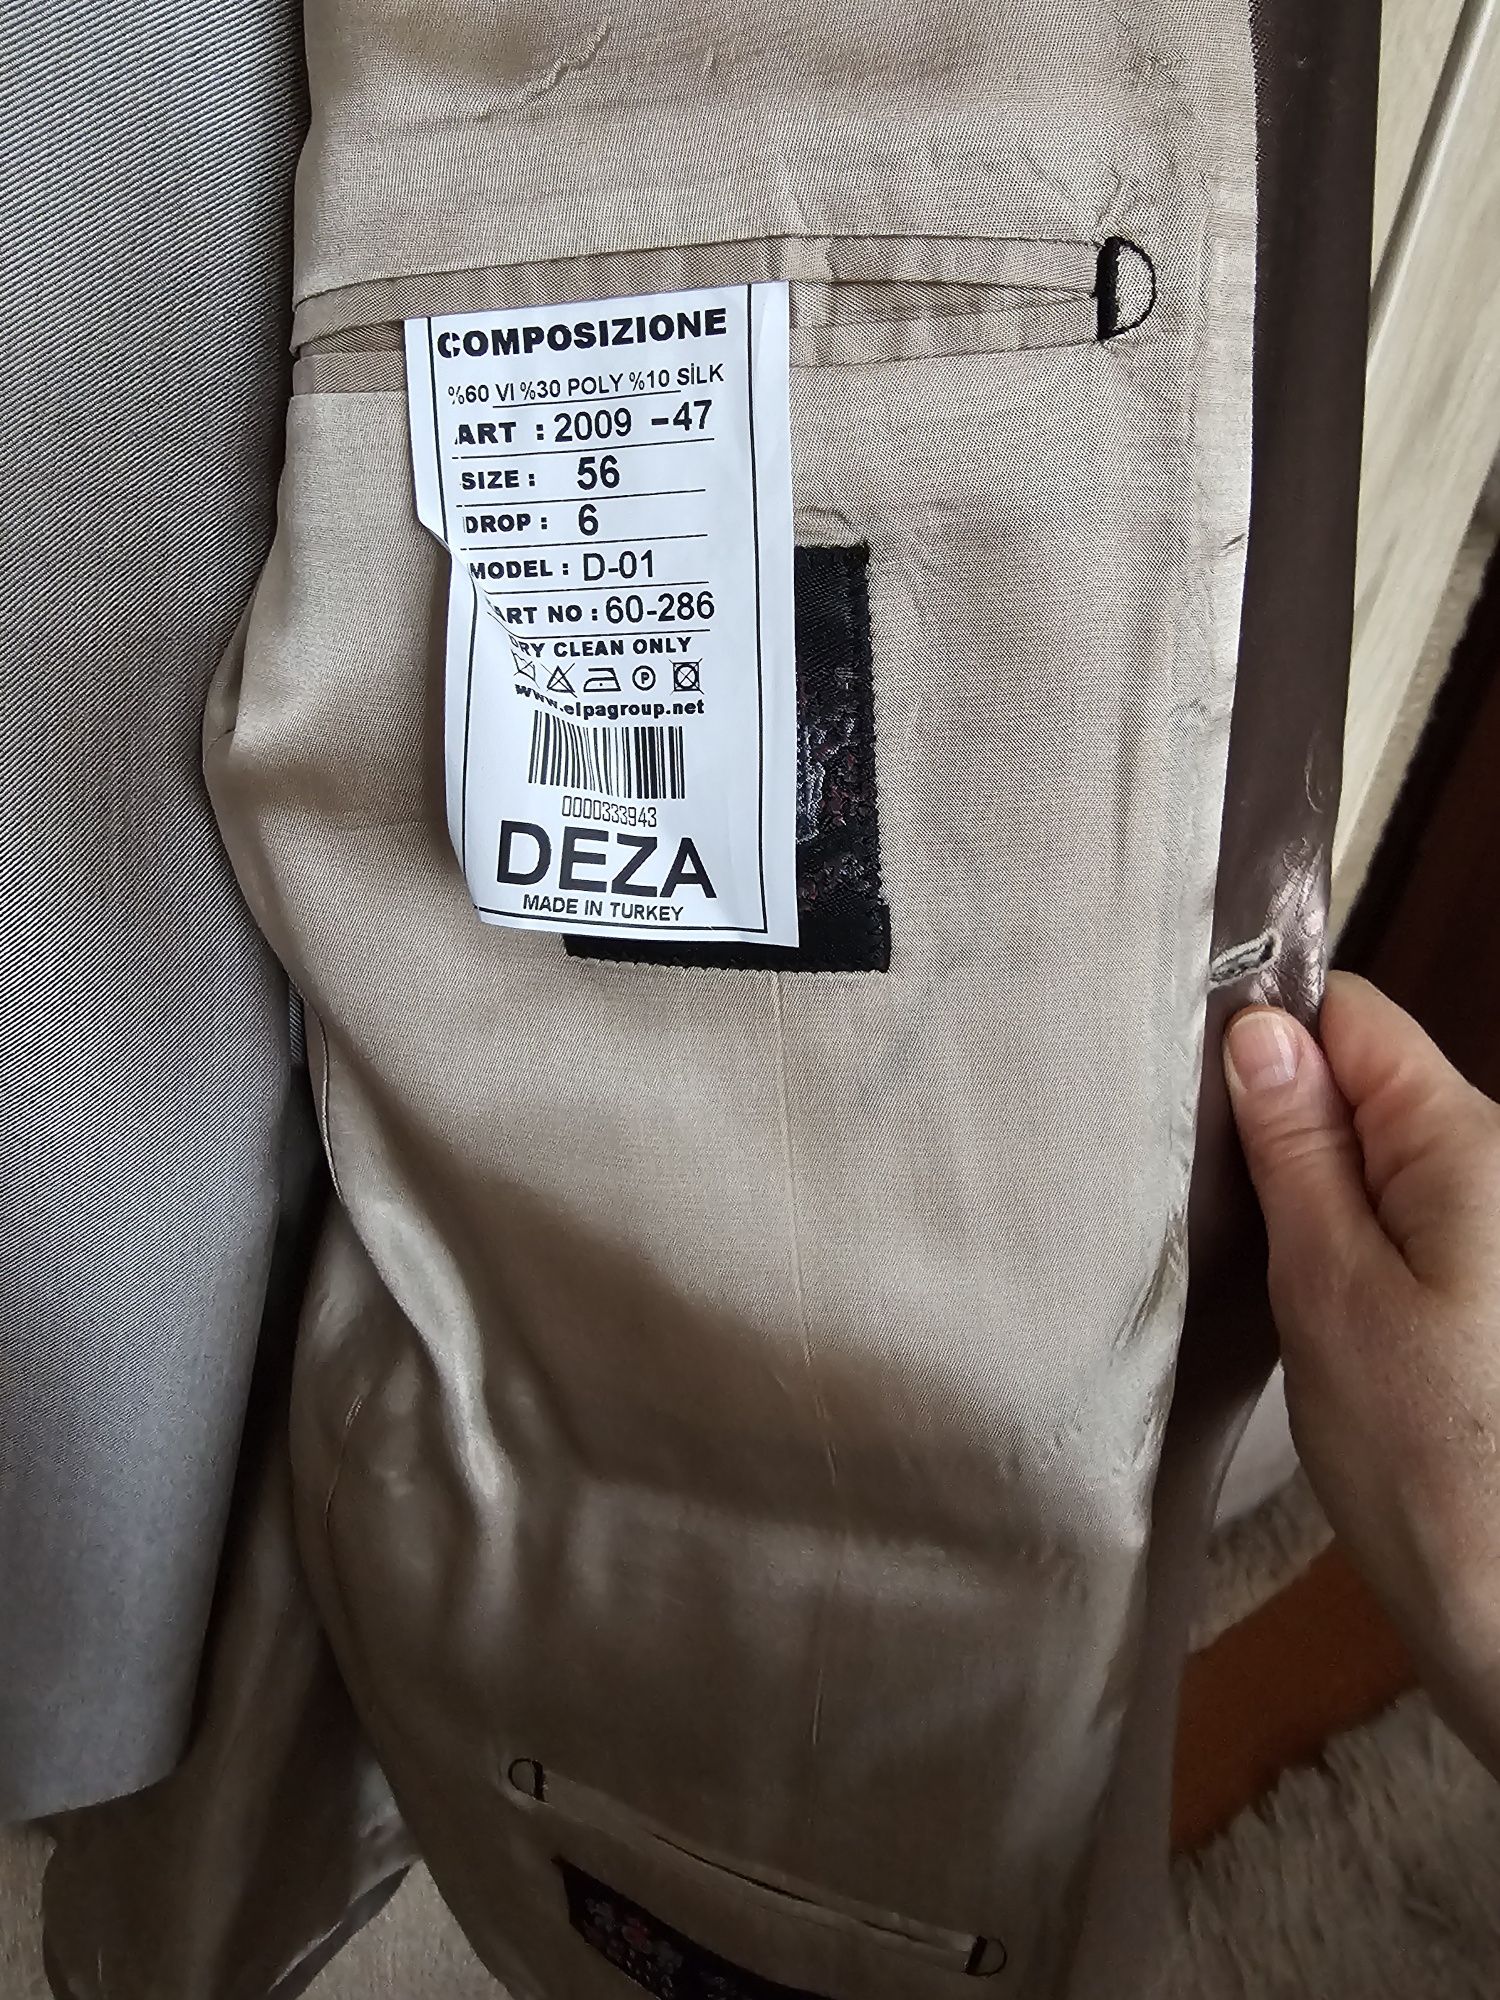 COMPOSIZIONE
%60 VI %30 POLY %10 SİLK
ART : 2009 -47
SIZE : 56
DROP : 6
MODEL : D-01
ART NO : 60-286
DRY CLEAN ONLY
P
www.elpagroup.net
0000333943
DEZA
MADE IN TURKEY